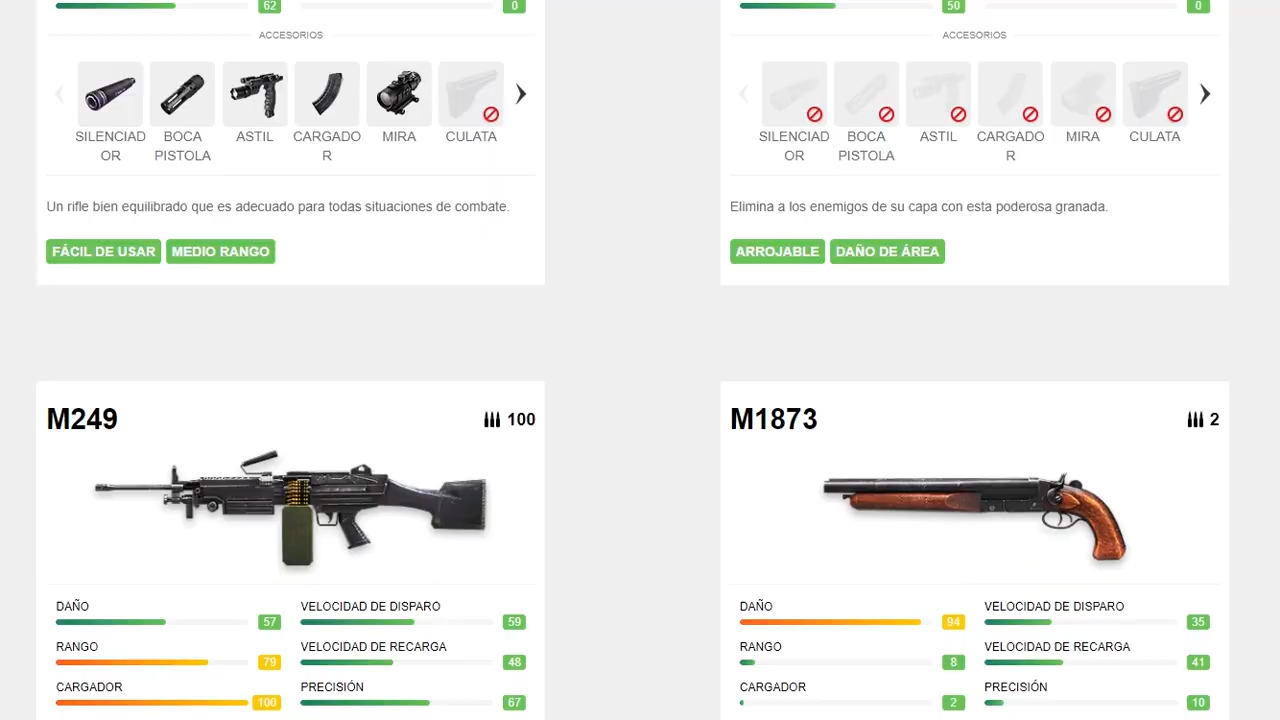 62
0
ACCESORIOS
SILENCIAD
OR
BOCA
PISTOLA
ASTIL
CARGADO
R
MIRA
CULATA
Un rifle bien equilibrado que es adecuado para todas situaciones de combate.
FÁCIL DE USAR
MEDIO RANGO
50
0
ACCESORIOS
SILENCIAD
OR
BOCA
PISTOLA
ASTIL
CARGADO
R
MIRA
CULATA
Elimina a los enemigos de su capa con esta poderosa granada.
ARROJABLE
DAÑO DE ÁREA
M249
100
DAÑO
57
VELOCIDAD DE DISPARO
59
RANGO
79
VELOCIDAD DE RECARGA
48
CARGADOR
100
PRECISIÓN
67
M1873
2
DAÑO
94
VELOCIDAD DE DISPARO
35
RANGO
8
VELOCIDAD DE RECARGA
41
CARGADOR
2
PRECISIÓN
10